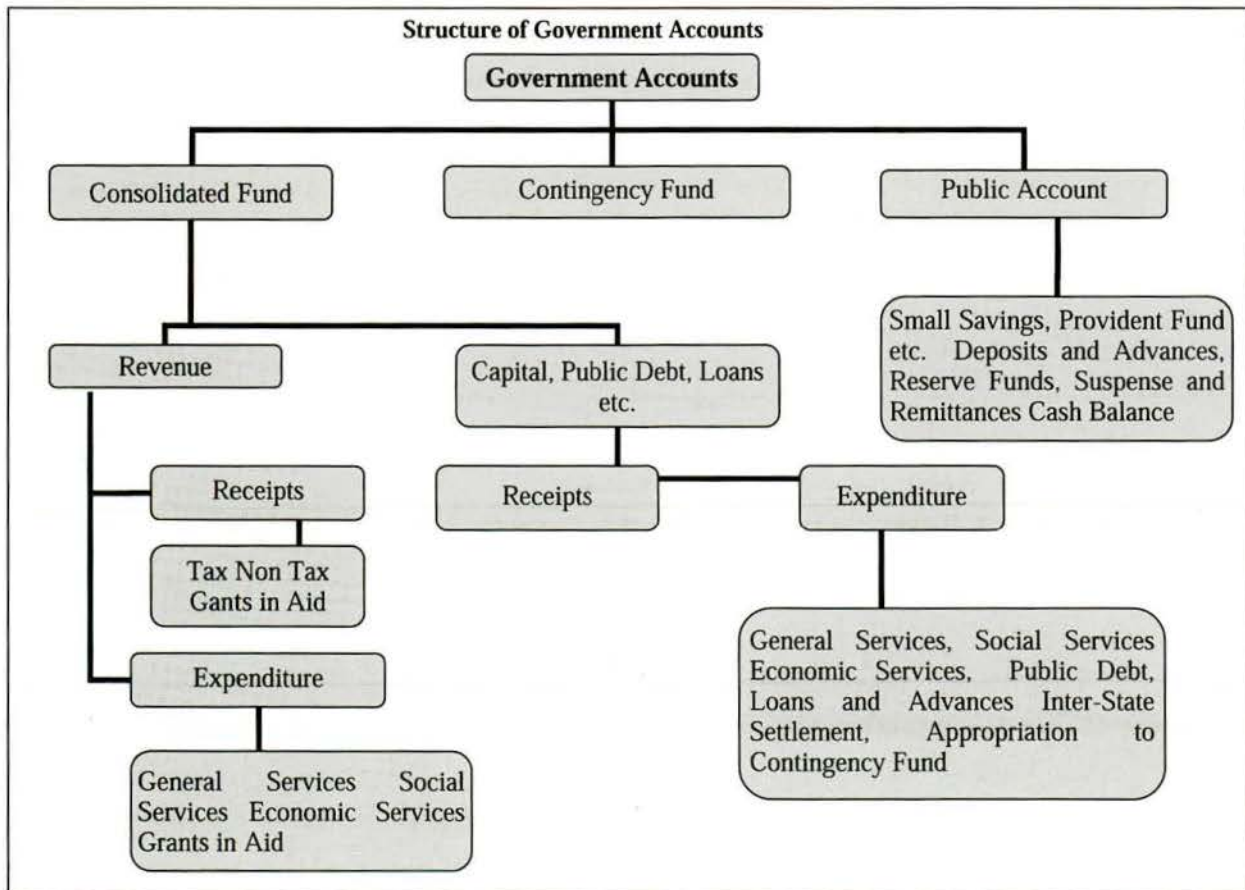 Structure of Government Accounts
Government Accounts
Consolidated Fund
Contingency Fund
Public Account
Small Savings, Provident Fund
etc. Deposits and Advances,
Reserve Funds, Suspense and
Remittances Cash Balance
Revenue
Capital, Public Debt, Loans
etc.
Receipts
Receipts
Expenditure
Tax Non Tax
Gants in Aid
Expenditure
General Services, Social Services
Economic Services, Public Debt,
Loans and Advances Inter-State
Settlement, Appropriation to
Contingency Fund
General Services Social
Services Economic Services
Grants in Aid